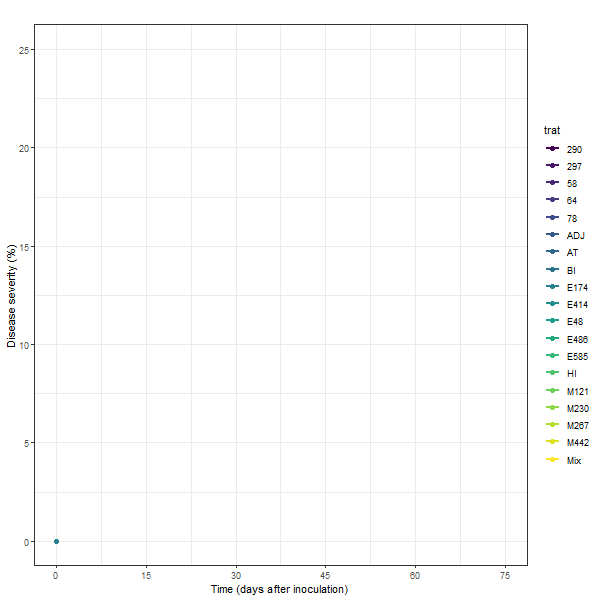 25
20
15
10
5
0
Disease severity (%)
0 15 30 45 60 75
Time (days after inoculation)
trat
290
297
58
64
78
ADJ
AT
BI
E174
E414
E48
E486
E585
HI
M121
M230
M267
M442
Mix